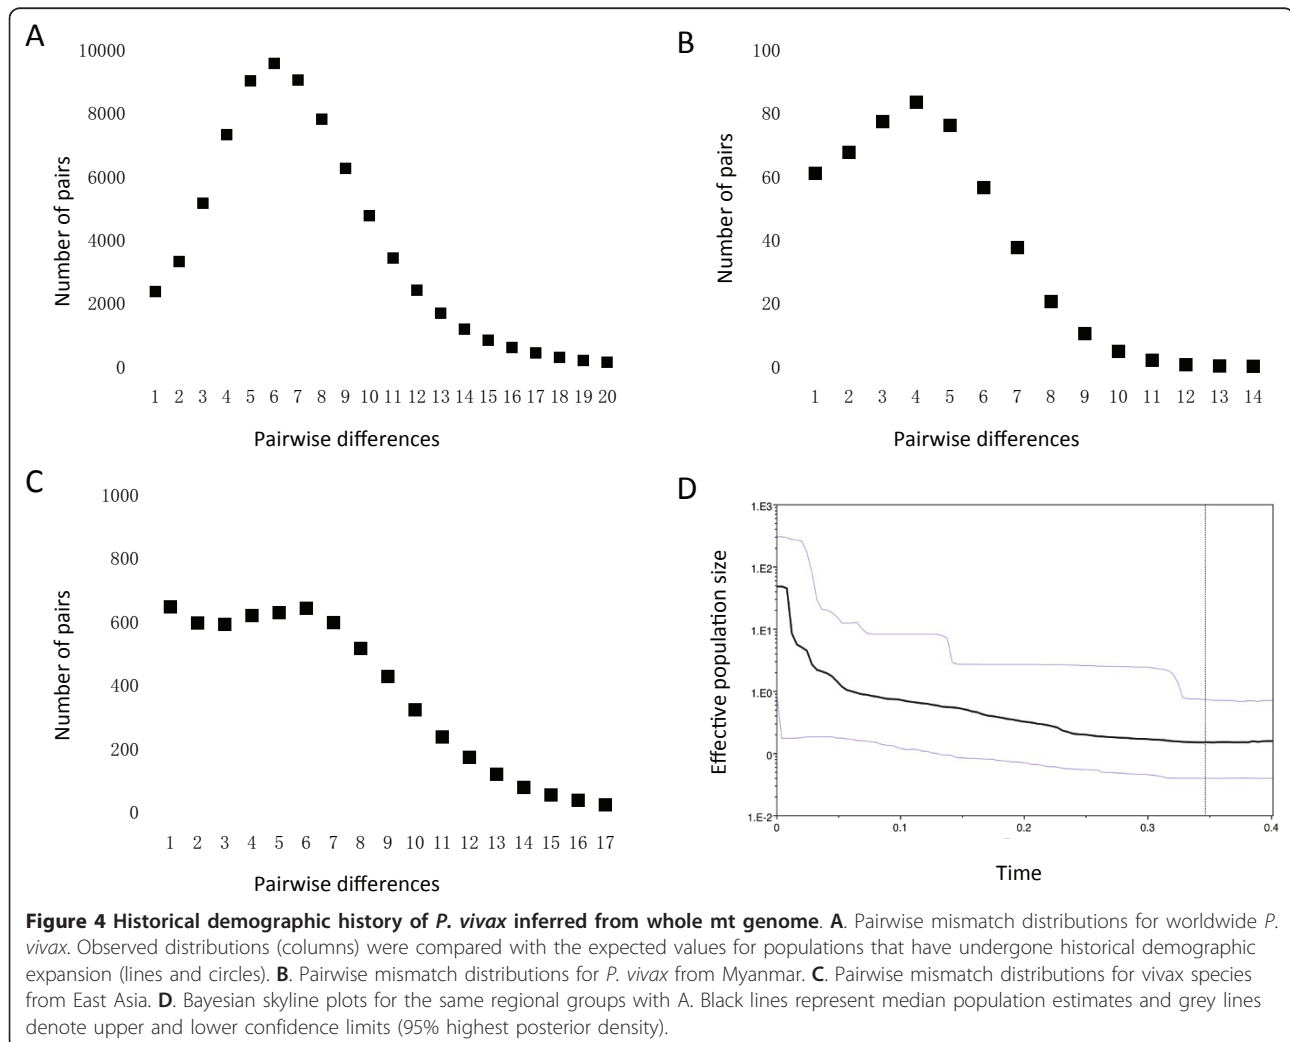 A
10000
8000
6000
4000
2000
0
Number of pairs
1 2 3 4 5 6 7 8 9 10 11 12 13 14 15 16 17 18 19 20
Pairwise differences
B
100
80
60
40
20
0
Number of pairs
1 2 3 4 5 6 7 8 9 10 11 12 13 14
Pairwise differences
C
1000
800
600
400
200
0
Number of pairs
1 2 3 4 5 6 7 8 9 10 11 12 13 14 15 16 17
Pairwise differences
D
1.E3
1.E2
1.E1
1.E0
0
1.E-2
Effective population size
0 0.1 0.2 0.3 0.4
Time
Figure 4 Historical demographic history of P. vivax inferred from whole mt genome. A. Pairwise mismatch distributions for worldwide P.
vivax. Observed distributions (columns) were compared with the expected values for populations that have undergone historical demographic
expansion (lines and circles). B. Pairwise mismatch distributions for P. vivax from Myanmar. C. Pairwise mismatch distributions for vivax species
from East Asia. D. Bayesian skyline plots for the same regional groups with A. Black lines represent median population estimates and grey lines
denote upper and lower confidence limits (95% highest posterior density).